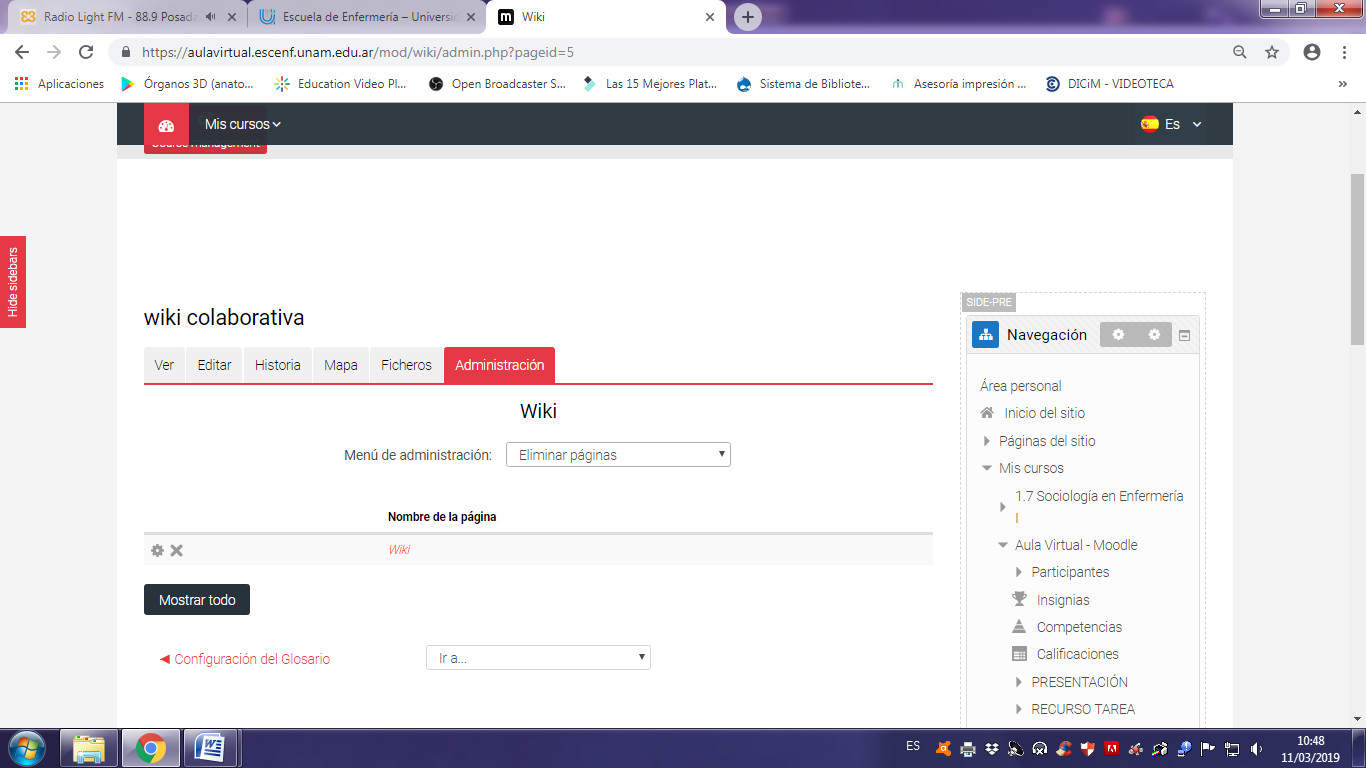 Radio Light FM - 88.9 Posada
Escuela de Enfermería – Universid
Wiki
https://aulavirtual.escenf.unam.edu.ar/mod/wiki/admin.php?pageid=5
Aplicaciones
Órganos 3D (anato...
Education Video Pl...
Open Broadcaster S...
Las 15 Mejores Plat...
Sistema de Bibliote...
Asesoría impresión ...
DICiM - VIDEOTECA
»
Mis cursos
Es
Course management
Hide sidebars
wiki colaborativa
Ver
Editar
Historia
Mapa
Ficheros
Administración
Wiki
Menú de administración:
Eliminar páginas
Nombre de la página
Wiki
Mostrar todo
◄ Configuración del Glosario
Ir a...
SIDE-PRE
Navegación
Área personal
Inicio del sitio
Páginas del sitio
Mis cursos
1.7 Sociología en Enfermería
I
Aula Virtual - Moodle
Participantes
Insignias
Competencias
Calificaciones
PRESENTACIÓN
RECURSO TAREA
ES
10:48
11/03/2019